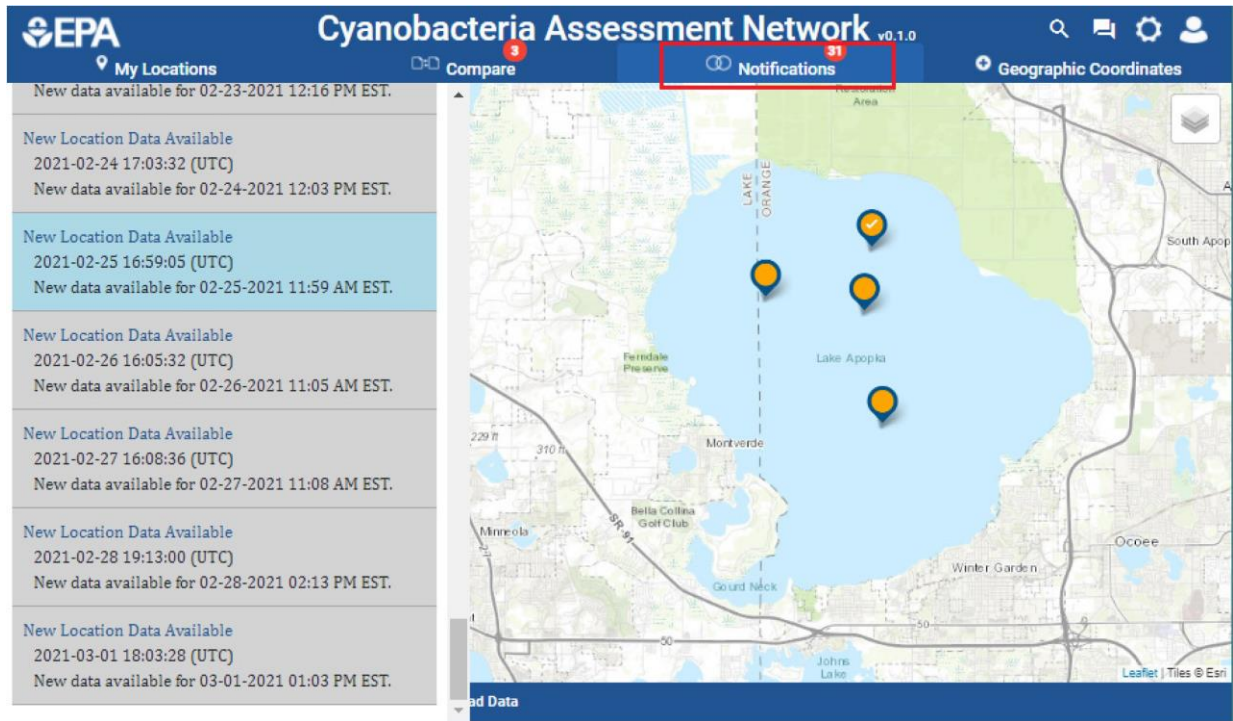 EPA
Cyanobacteria Assessment Network v0.1.0
My Locations
Compare
3
Notifications
31
Geographic Coordinates
New data available for 02-23-2021 12:16 PM EST.
New Location Data Available
2021-02-24 17:03:32 (UTC)
New data available for 02-24-2021 12:03 PM EST.
New Location Data Available
2021-02-25 16:59:05 (UTC)
New data available for 02-25-2021 11:59 AM EST.
New Location Data Available
2021-02-26 16:05:32 (UTC)
New data available for 02-26-2021 11:05 AM EST.
New Location Data Available
2021-02-27 16:08:36 (UTC)
New data available for 02-27-2021 11:08 AM EST.
New Location Data Available
2021-02-28 19:13:00 (UTC)
New data available for 02-28-2021 02:13 PM EST.
New Location Data Available
2021-03-01 18:03:28 (UTC)
New data available for 03-01-2021 01:03 PM EST.
Area
LAKE
ORANGE
South Apop
Ferndale
Preserve
Lake Apopka
229 ft
310 ft
Montverde
Bella Collina
Golf Club
SR-91
Minneola
27
Ocoee
Winter Garden
Gourd Neck
50
50
Johns
Lake
Leaflet | Tiles © Esri
ad Data